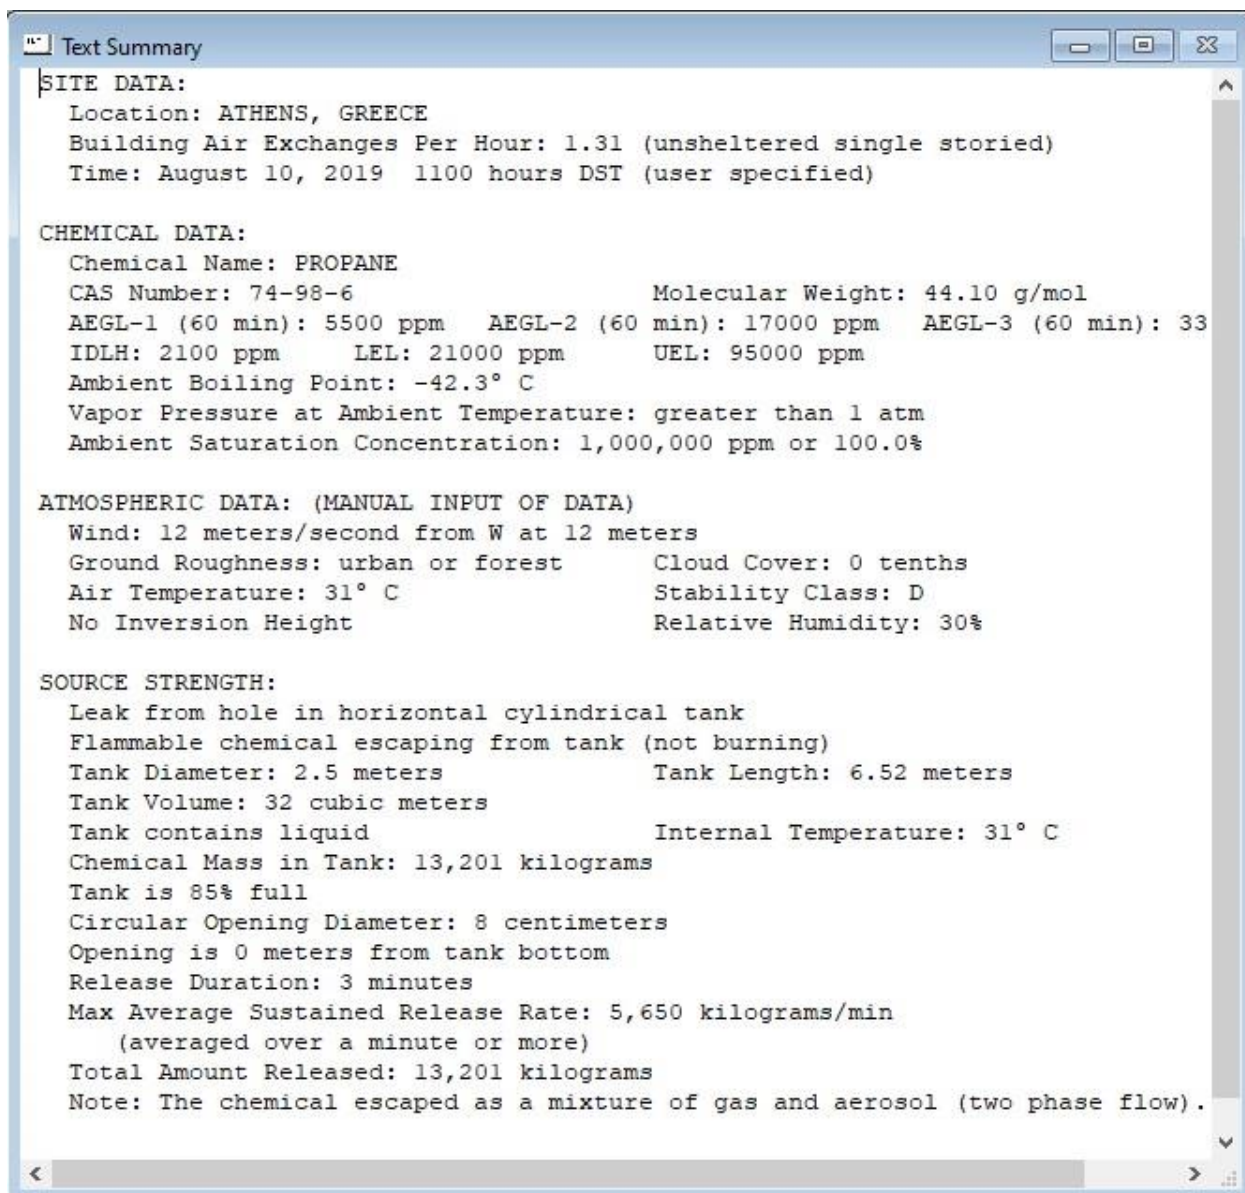 Text Summary
SITE DATA:
Location: ATHENS, GREECE
Building Air Exchanges Per Hour: 1.31 (unsheltered single storied)
Time: August 10, 2019  1100 hours DST (user specified)
CHEMICAL DATA:
Chemical Name: PROPANE
CAS Number: 74-98-6 Molecular Weight: 44.10 g/mol
AEGL-1 (60 min): 5500 ppm AEGL-2 (60 min): 17000 ppm AEGL-3 (60 min): 33
IDLH: 2100 ppm LEL: 21000 ppm UEL: 95000 ppm
Ambient Boiling Point: -42.3° C
Vapor Pressure at Ambient Temperature: greater than 1 atm
Ambient Saturation Concentration: 1,000,000 ppm or 100.0%
ATMOSPHERIC DATA: (MANUAL INPUT OF DATA)
Wind: 12 meters/second from W at 12 meters
Ground Roughness: urban or forest Cloud Cover: 0 tenths
Air Temperature: 31° C Stability Class: D
No Inversion Height Relative Humidity: 30%
SOURCE STRENGTH:
Leak from hole in horizontal cylindrical tank
Flammable chemical escaping from tank (not burning)
Tank Diameter: 2.5 meters Tank Length: 6.52 meters
Tank Volume: 32 cubic meters
Tank contains liquid Internal Temperature: 31° C
Chemical Mass in Tank: 13,201 kilograms
Tank is 85% full
Circular Opening Diameter: 8 centimeters
Opening is 0 meters from tank bottom
Release Duration: 3 minutes
Max Average Sustained Release Rate: 5,650 kilograms/min
(averaged over a minute or more)
Total Amount Released: 13,201 kilograms
Note: The chemical escaped as a mixture of gas and aerosol (two phase flow).